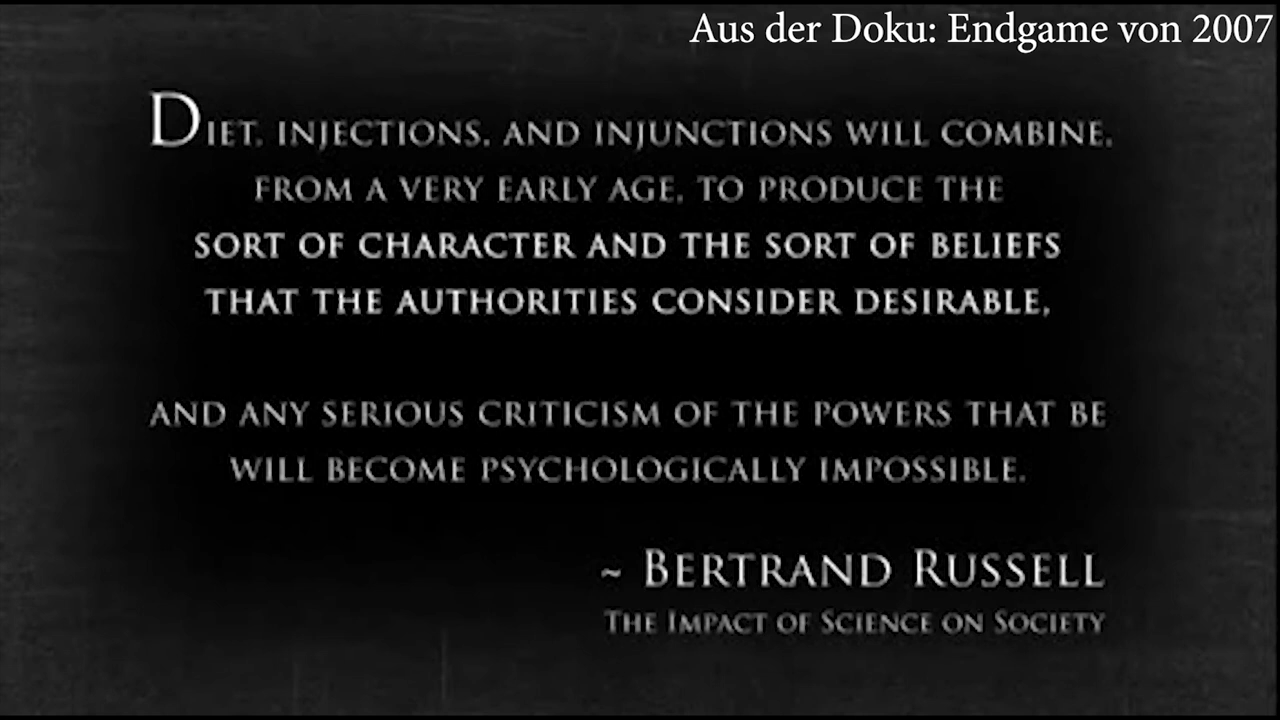 Aus der Doku: Endgame von 2007
DIET, INJECTIONS, AND INJUNCTIONS WILL COMBINE,
FROM A VERY EARLY AGE, TO PRODUCE THE
SORT OF CHARACTER AND THE SORT OF BELIEFS
THAT THE AUTHORITIES CONSIDER DESIRABLE,
AND ANY SERIOUS CRITICISM OF THE POWERS THAT BE
WILL BECOME PSYCHOLOGICALLY IMPOSSIBLE.
~ BERTRAND RUSSELL
THE IMPACT OF SCIENCE ON SOCIETY